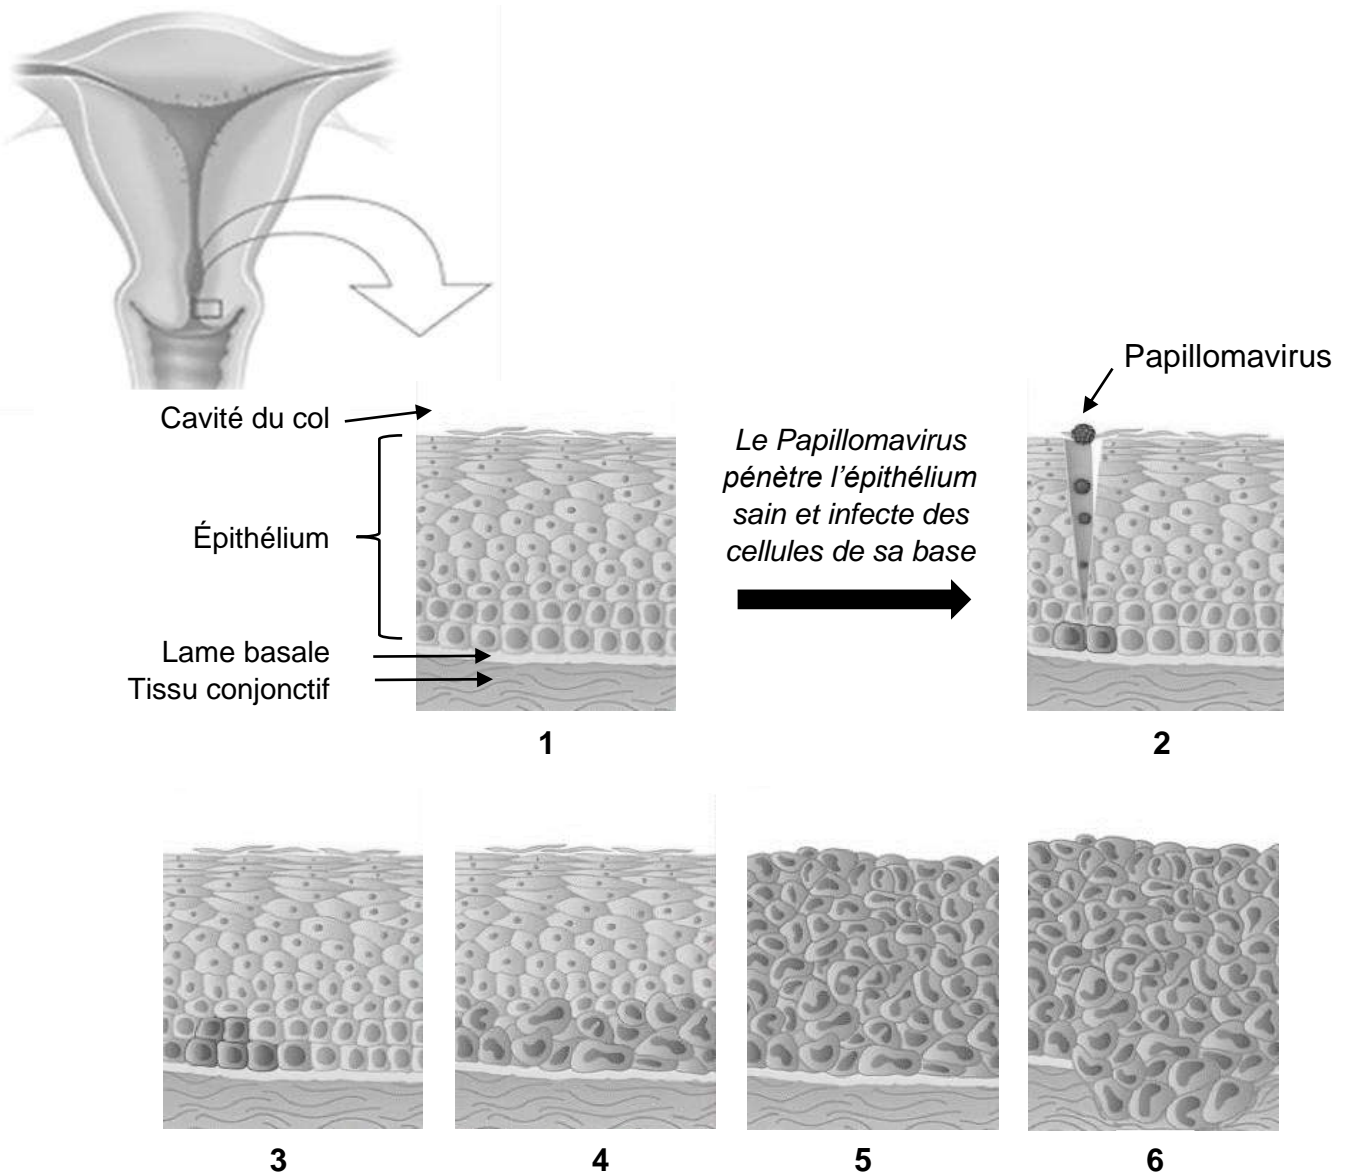 Papillomavirus
Cavité du col
Épithélium
Lame basale
Tissu conjonctif
Le Papillomavirus
pénètre l’épithélium
sain et infecte des
cellules de sa base
1
2
3
4
5
6